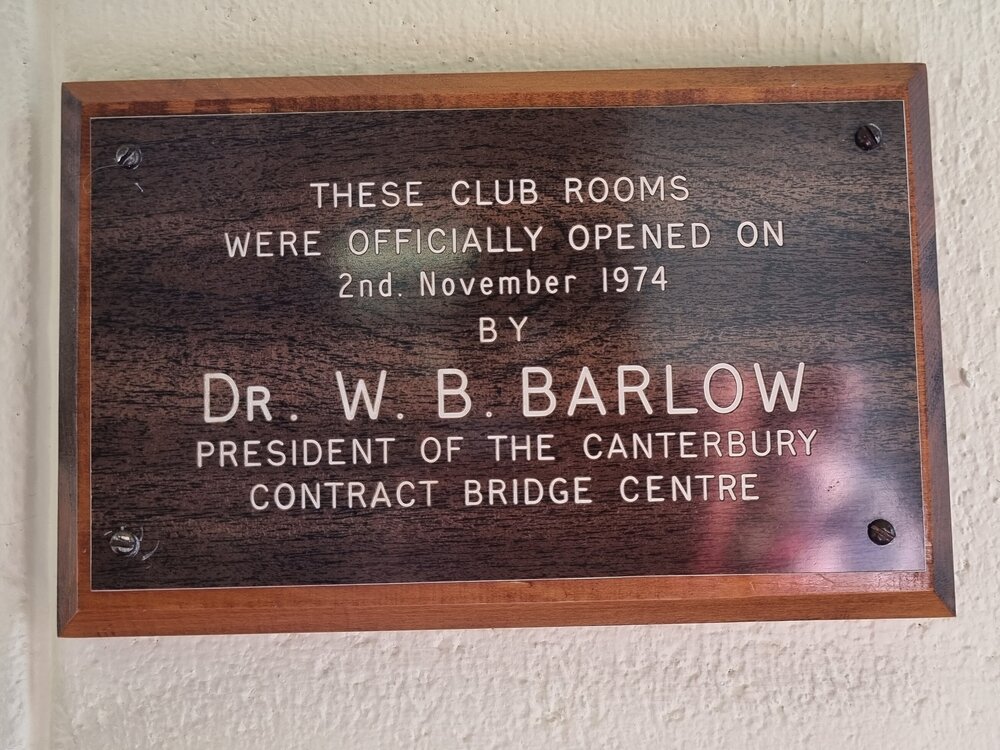 THESE CLUB ROOMS
WERE OFFICIALLY OPENED ON
2nd. November 1974
BY
DR. W. B. BARLOW
PRESIDENT OF THE CANTERBURY
CONTRACT BRIDGE CENTRE